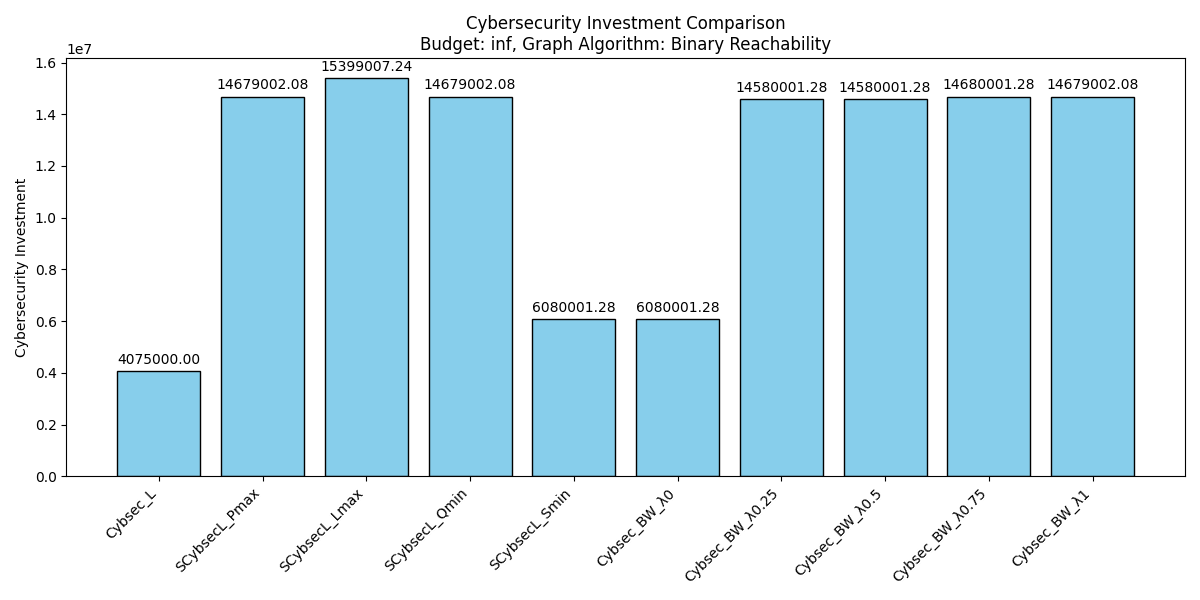 Cybersecurity Investment Comparison
Budget: inf, Graph Algorithm: Binary Reachability
1e7
Cybersecurity Investment
1.6
1.4
1.2
1.0
0.8
0.6
0.4
0.2
0.0
4075000.00
14679002.08
15399007.24
14679002.08
6080001.28
6080001.28
14580001.28
14580001.28
14680001.28
14679002.08
Cybsec_L
SCybsecL_Pmax
SCybsecL_Lmax
SCybsecL_Qmin
SCybsecL_Smin
Cybsec_BW_λ0
Cybsec_BW_λ0.25
Cybsec_BW_λ0.5
Cybsec_BW_λ0.75
Cybsec_BW_λ1